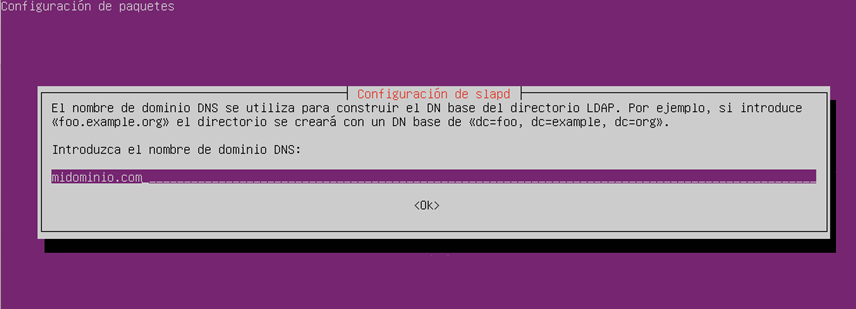 Configuración de paquetes
Configuración de slapd
El nombre de dominio DNS se utiliza para construir el DN base del directorio LDAP. Por ejemplo, si introduce
«foo.example.org» el directorio se creará con un DN base de «dc=foo, dc=example, dc=org».
Introduzca el nombre de dominio DNS:
midominio.com
<Ok>